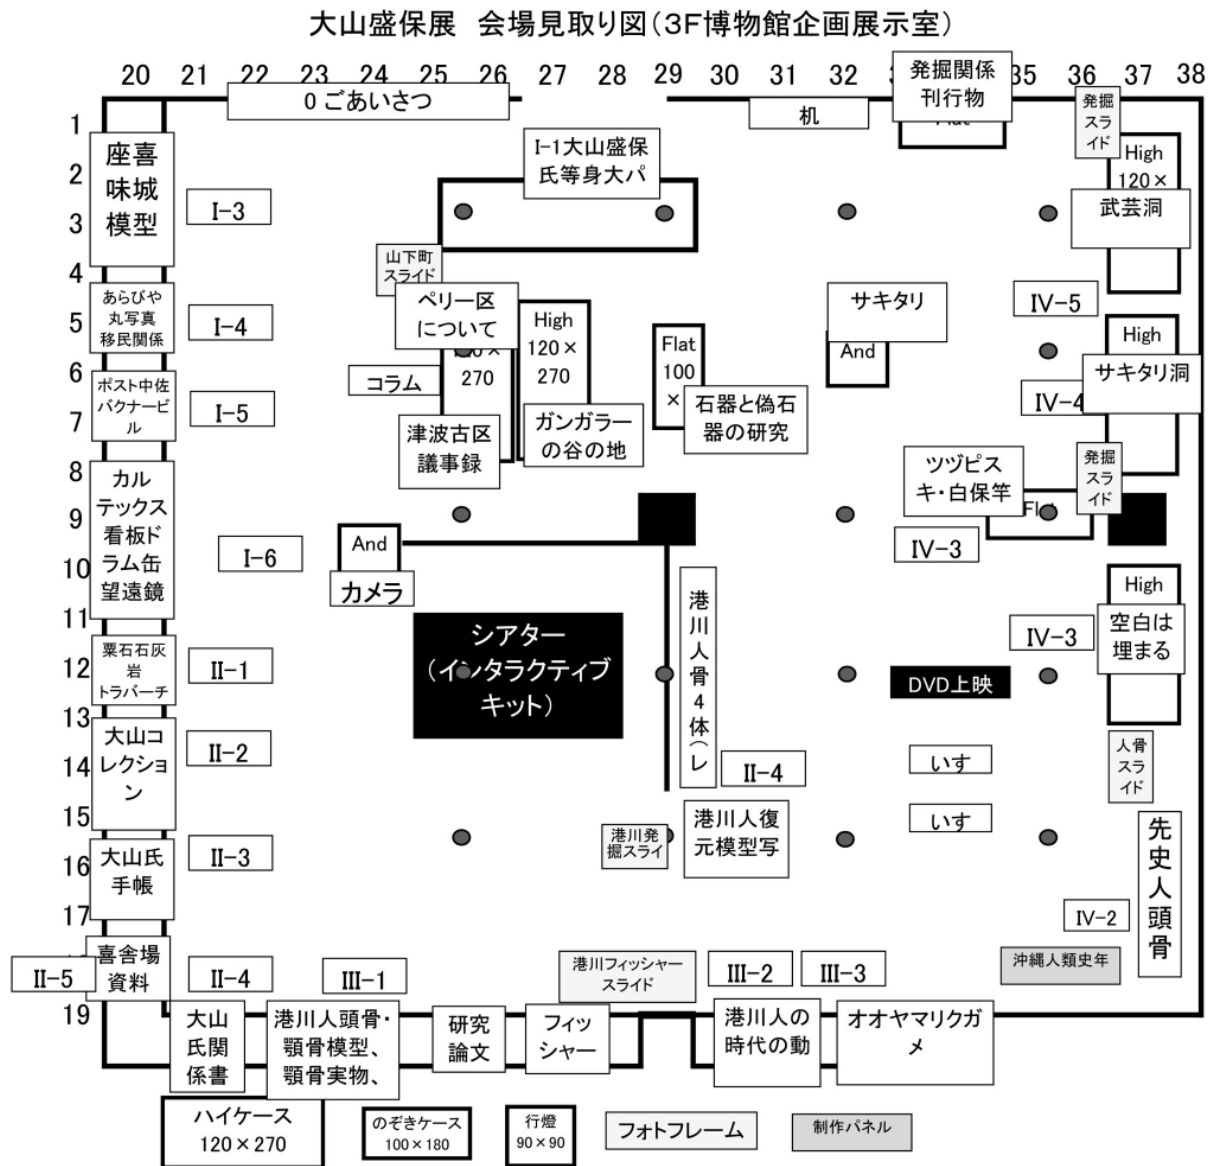 大山盛保展　会場見取り図（３Ｆ博物館企画展示室）
20 21 22 23 24 25 26 27 28 29 30 31 32 35 36 37 38
０ ごあいさつ
机
発掘関係
刊行物
発掘
スラ
イド
1
2
3
4
5
6
7
8
9
10
11
12
13
14
15
16
17
19
座喜
味城
模型
I-3
I-1大山盛保
氏等身大パ
High
120×
武芸洞
山下町
スライド
あらびや
丸写真
移民関係
I-4
ペリー区
について
270
High
120×
270
サキタリ
And
IV-5
High
サキタリ洞
コラム
Flat
100
×
石器と偽石
器の研究
IV-4
ポスト中佐
バクナービ
ル
I-5
津波古区
議事録
ガンガラー
の谷の地
カル
テックス
看板ド
ラム缶
望遠鏡
ツヅピス
キ・白保竿
発掘
スラ
イド
I-6
And
カメラ
IV-3
High
空白は
埋まる
シアター
（インタラクティブ
キット）
港川人骨４体（レ
IV-3
DVD上映
粟石石灰
岩
トラバーチ
II-1
大山コ
レクショ
ン
II-2
II-4
いす
人骨
スラ
イド
いす
大山氏
手帳
II-3
港川発
掘スライ
港川人復
元模型写
先史人頭骨
IV-2
喜舎場
資料
II-5
II-4
III-1
港川フィッシャー
スライド
III-2
III-3
沖縄人類史年
大山
氏関
係書
港川人頭骨・
顎骨模型、
顎骨実物、
研究
論文
フィッ
シャー
港川人の
時代の動
オオヤマリクガ
メ
ハイケース
120×270
のぞきケース
100×180
行燈
90×90
フォトフレーム
制作パネル